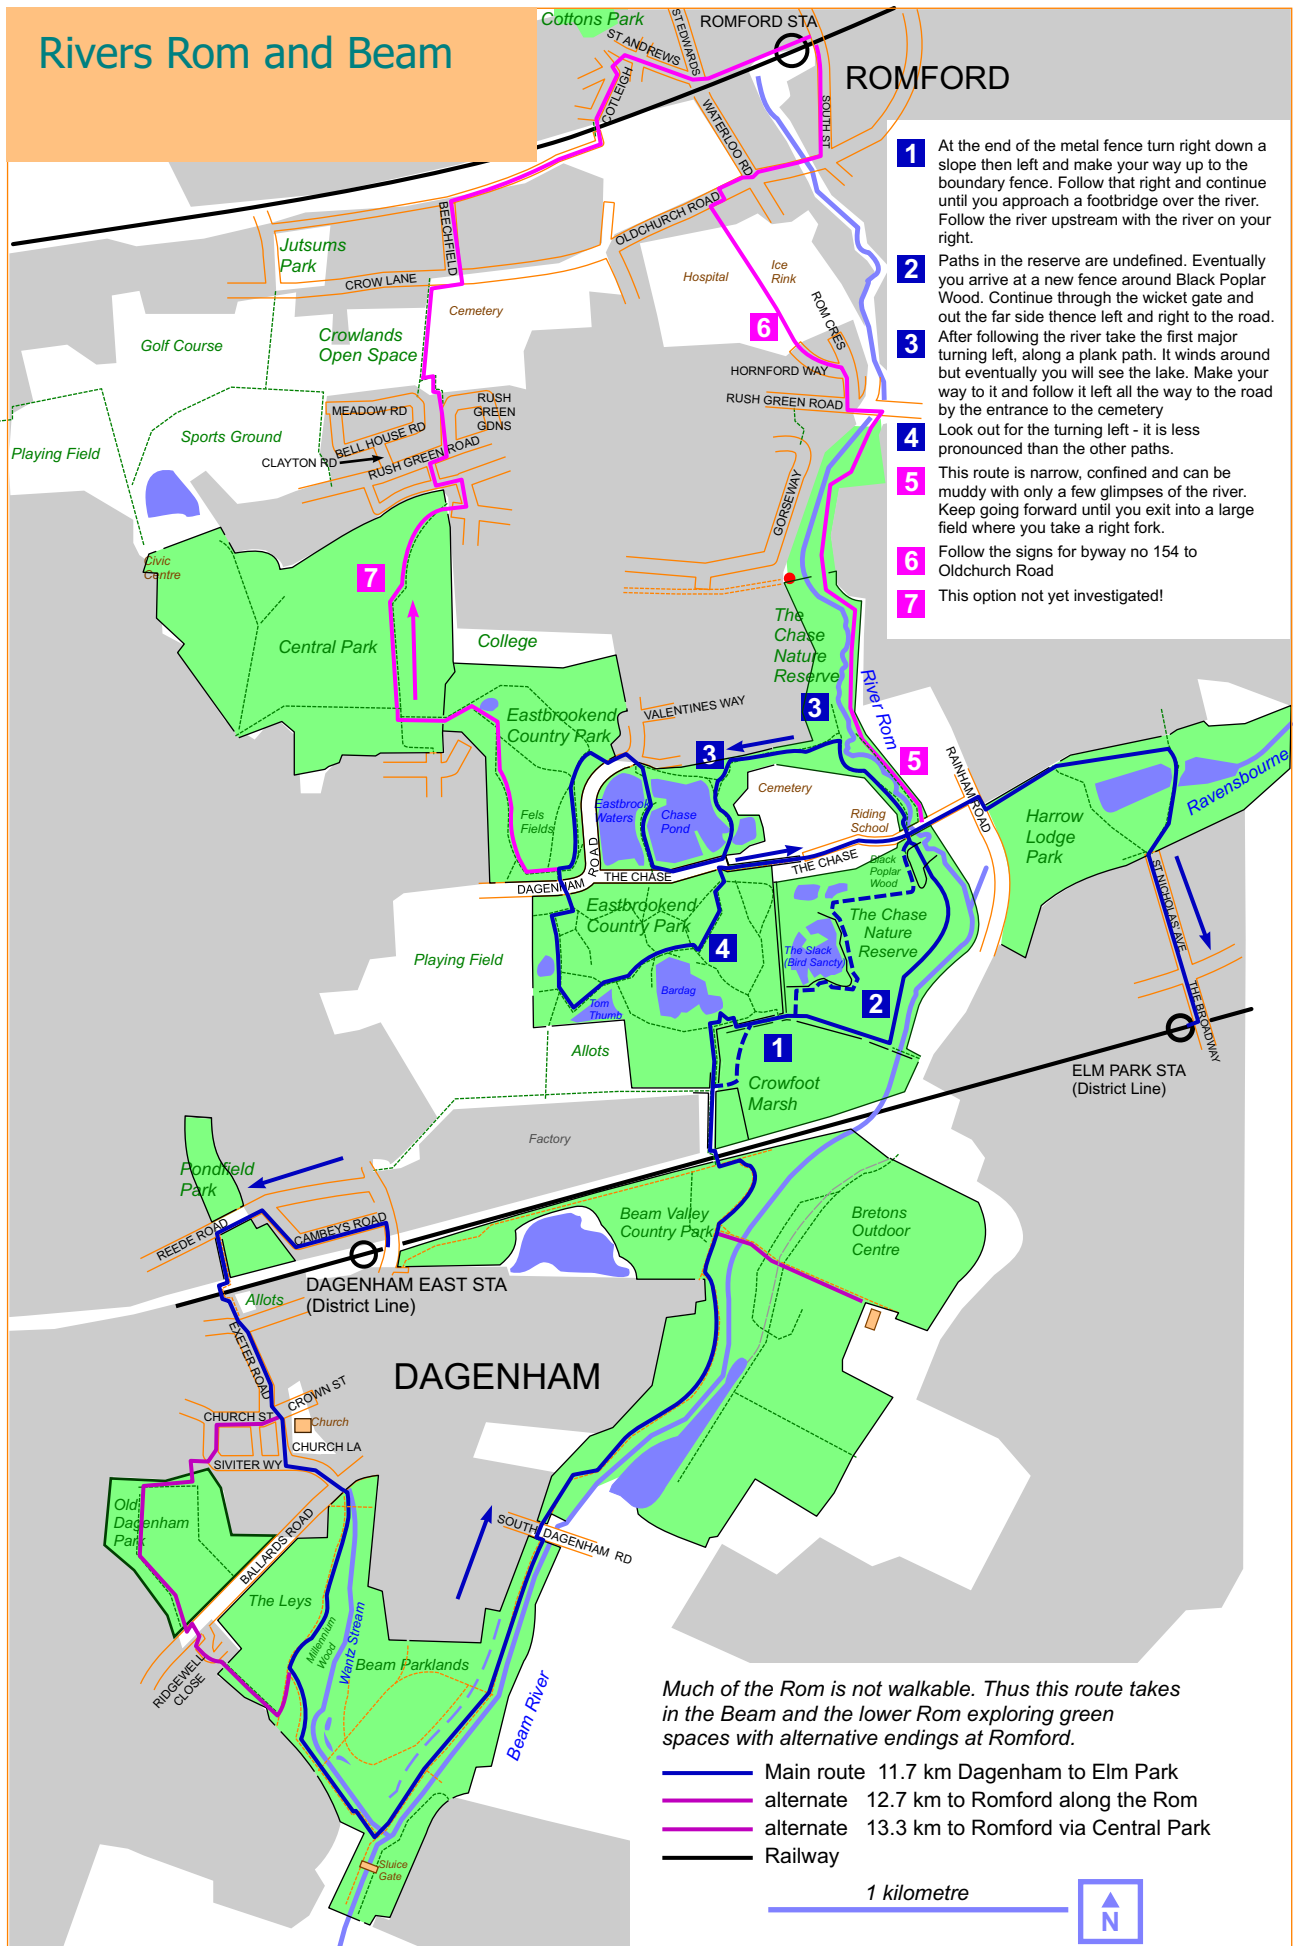 Rivers Rom and Beam
Cottons Park
ST ANDREWS
ST EDWARDS
ROMFORD STA
ROMFORD
COTLEIGH
WATERLOO RD
SOUTH ST
1 At the end of the metal fence turn right down a
slope then left and make your way up to the
boundary fence. Follow that right and continue
until you approach a footbridge over the river.
Follow the river upstream with the river on your
right.
2 Paths in the reserve are undefined. Eventually
you arrive at a new fence around Black Poplar
Wood. Continue through the wicket gate and
out the far side thence left and right to the road.
3 After following the river take the first major
turning left, along a plank path. It winds around
but eventually you will see the lake. Make your
way to it and follow it left all the way to the road
by the entrance to the cemetery
4 Look out for the turning left - it is less
pronounced than the other paths.
5 This route is narrow, confined and can be
muddy with only a few glimpses of the river.
Keep going forward until you exit into a large
field where you take a right fork.
6 Follow the signs for byway no 154 to
Oldchurch Road
7 This option not yet investigated!
BEECHFIELD
OLDCHURCH ROAD
Jutsums
Park
CROW LANE
Hospital
Ice
Rink
Cemetery
ROM CRES
6
Golf Course
Crowlands
Open Space
HORNFORD WAY
RUSH GREEN ROAD
MEADOW RD
RUSH
GREEN
GDNS
BELL HOUSE RD
Sports Ground
Playing Field
CLAYTON RD
RUSH GREEN ROAD
GORSEWAY
Civic
Centre
7
The
Chase
Nature
Reserve
Central Park
College
River Rom
3
VALENTINES WAY
Eastbrookend
Country Park
3
5
RAINHAM ROAD
Ravensbourne
Cemetery
Eastbrook
Waters
Chase
Pond
Fels
Fields
Riding
School
Harrow
Lodge
Park
DAGENHAM
ROAD
THE CHASE
THE CHASE
Black
Poplar
Wood
ST NICHOLAS AVE
Eastbrookend
Country Park
The Chase
Nature
Reserve
4
The Slack
(Bird Sancty)
Playing Field
Bardag
Tom
Thumb
2
THE BROADWAY
1
Allots
Crowfoot
Marsh
ELM PARK STA
(District Line)
Factory
Pondfield
Park
Beam Valley
Country Park
Bretons
Outdoor
Centre
REEDE ROAD
CAMBEYS ROAD
DAGENHAM EAST STA
(District Line)
Allots
EXETER ROAD
DAGENHAM
CROWN ST
CHURCH ST
Church
CHURCH LA
SIVITER WY
Old
Dagenham
Park
BALLARDS ROAD
SOUTH DAGENHAM RD
The Leys
Millennium
Wood
Wantz Stream
Beam Parklands
RIDGEWELL
CLOSE
Beam River
Sluice
Gate
Much of the Rom is not walkable. Thus this route takes
in the Beam and the lower Rom exploring green
spaces with alternative endings at Romford.
Main route 11.7 km Dagenham to Elm Park
alternate 12.7 km to Romford along the Rom
alternate 13.3 km to Romford via Central Park
Railway
1 kilometre
N